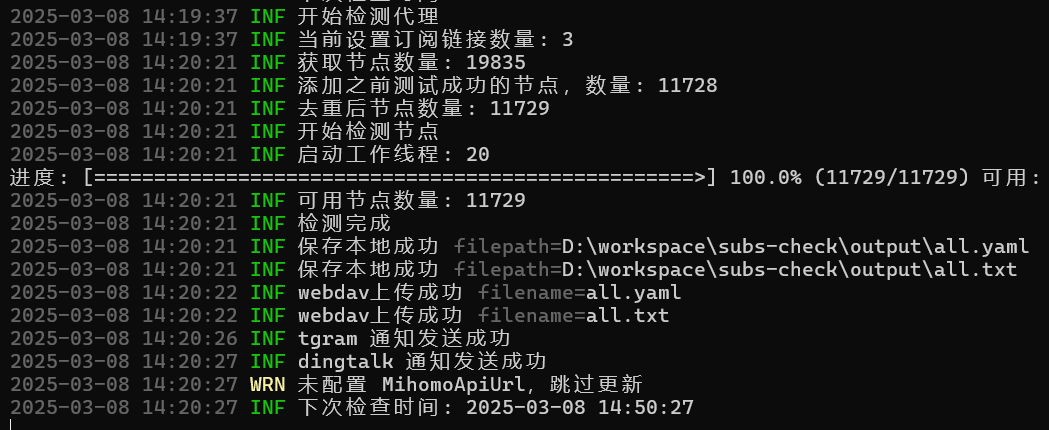 2025-03-08 14:19:37 INF 开始检测代理
2025-03-08 14:19:37 INF 当前设置订阅链接数量: 3
2025-03-08 14:20:21 INF 获取节点数量: 19835
2025-03-08 14:20:21 INF 添加之前测试成功的节点，数量: 11728
2025-03-08 14:20:21 INF 去重后节点数量: 11729
2025-03-08 14:20:21 INF 开始检测节点
2025-03-08 14:20:21 INF 启动工作线程: 20
进度: [=================================================>] 100.0% (11729/11729) 可用:
2025-03-08 14:20:21 INF 可用节点数量: 11729
2025-03-08 14:20:21 INF 检测完成
2025-03-08 14:20:21 INF 保存本地成功 filepath=D:\workspace\subs-check\output\all.yaml
2025-03-08 14:20:21 INF 保存本地成功 filepath=D:\workspace\subs-check\output\all.txt
2025-03-08 14:20:22 INF webdav上传成功 filename=all.yaml
2025-03-08 14:20:22 INF webdav上传成功 filename=all.txt
2025-03-08 14:20:26 INF tgram 通知发送成功
2025-03-08 14:20:27 INF dingtalk 通知发送成功
2025-03-08 14:20:27 WRN 未配置 MihomoApiUrl，跳过更新
2025-03-08 14:20:27 INF 下次检查时间: 2025-03-08 14:50:27